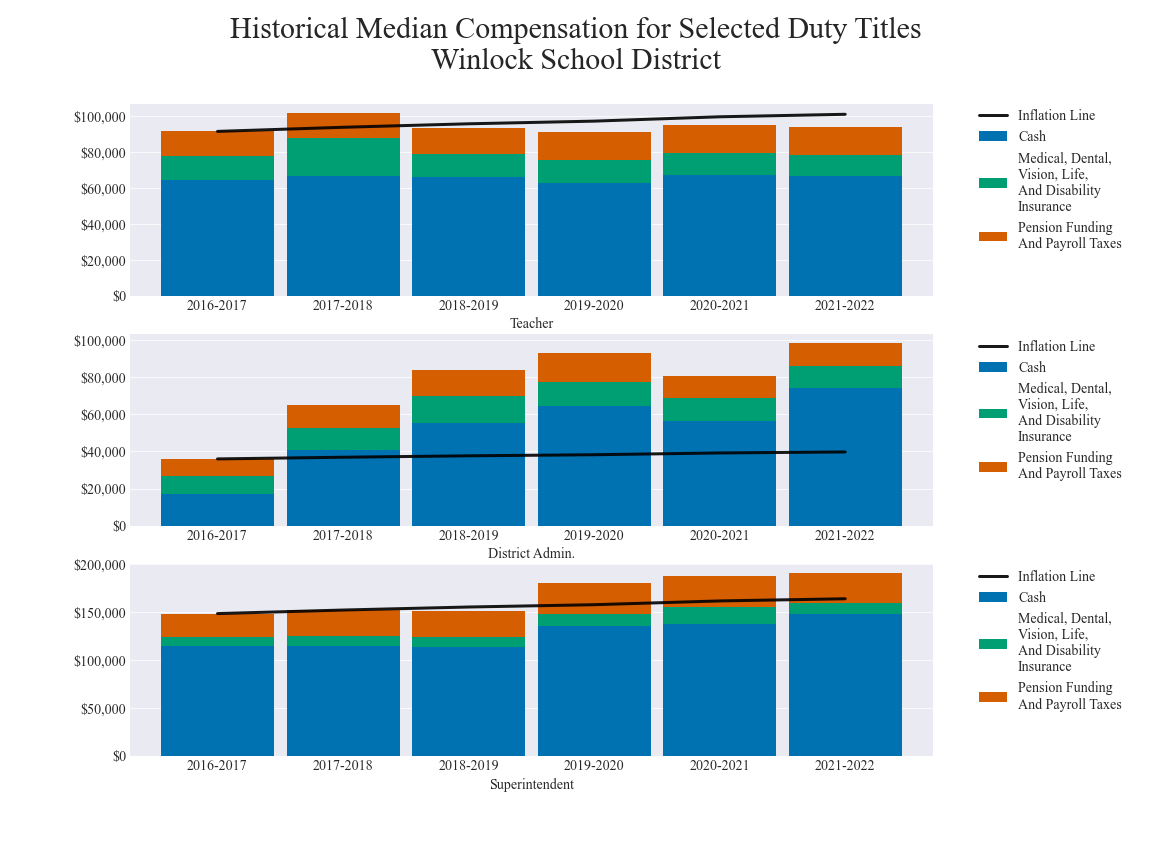 Historical Median Compensation for Selected Duty Titles
Winlock School District
$100,000
$80,000
$60,000
$40,000
$20,000
$0
2016-2017 2017-2018 2018-2019 2019-2020 2020-2021 2021-2022
Teacher
Inflation Line
Cash
Medical, Dental,
Vision, Life,
And Disability
Insurance
Pension Funding
And Payroll Taxes
$100,000
$80,000
$60,000
$40,000
$20,000
$0
2016-2017 2017-2018 2018-2019 2019-2020 2020-2021 2021-2022
District Admin.
Inflation Line
Cash
Medical, Dental,
Vision, Life,
And Disability
Insurance
Pension Funding
And Payroll Taxes
$200,000
$150,000
$100,000
$50,000
$0
2016-2017 2017-2018 2018-2019 2019-2020 2020-2021 2021-2022
Superintendent
Inflation Line
Cash
Medical, Dental,
Vision, Life,
And Disability
Insurance
Pension Funding
And Payroll Taxes